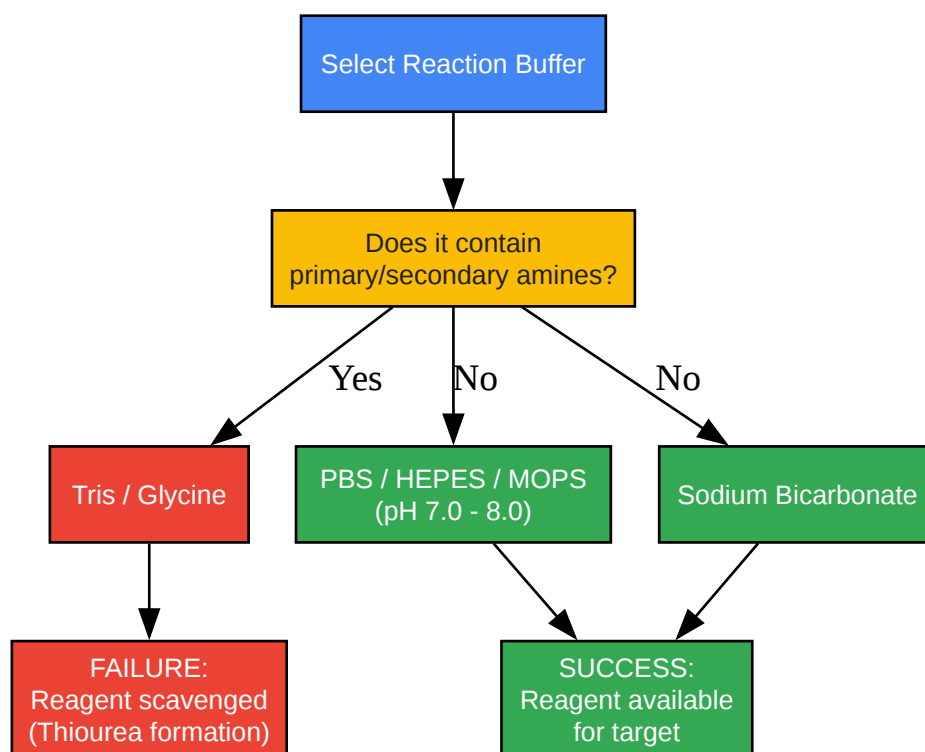 Select Reaction Buffer
Does it contain
primary/secondary amines?
Yes
No
No
Tris / Glycine
PBS / HEPES / MOPS
(pH 7.0 - 8.0)
Sodium Bicarbonate
FAILURE:
Reagent scavenged
(Thiourea formation)
SUCCESS:
Reagent available
for target